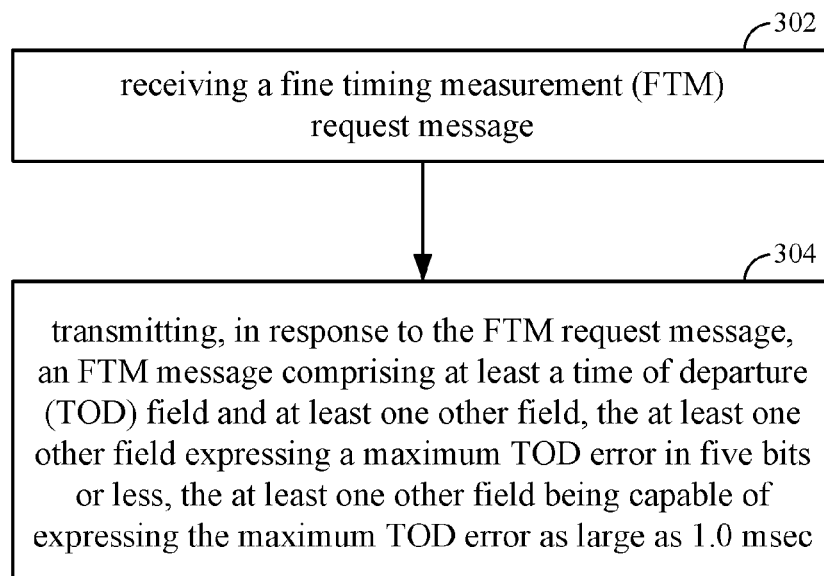 302
receiving a fine timing measurement (FTM)
request message
304
transmitting, in response to the FTM request message,
an FTM message comprising at least a time of departure
(TOD) field and at least one other field, the at least one
other field expressing a maximum TOD error in five bits
or less, the at least one other field being capable of
expressing the maximum TOD error as large as 1.0 msec